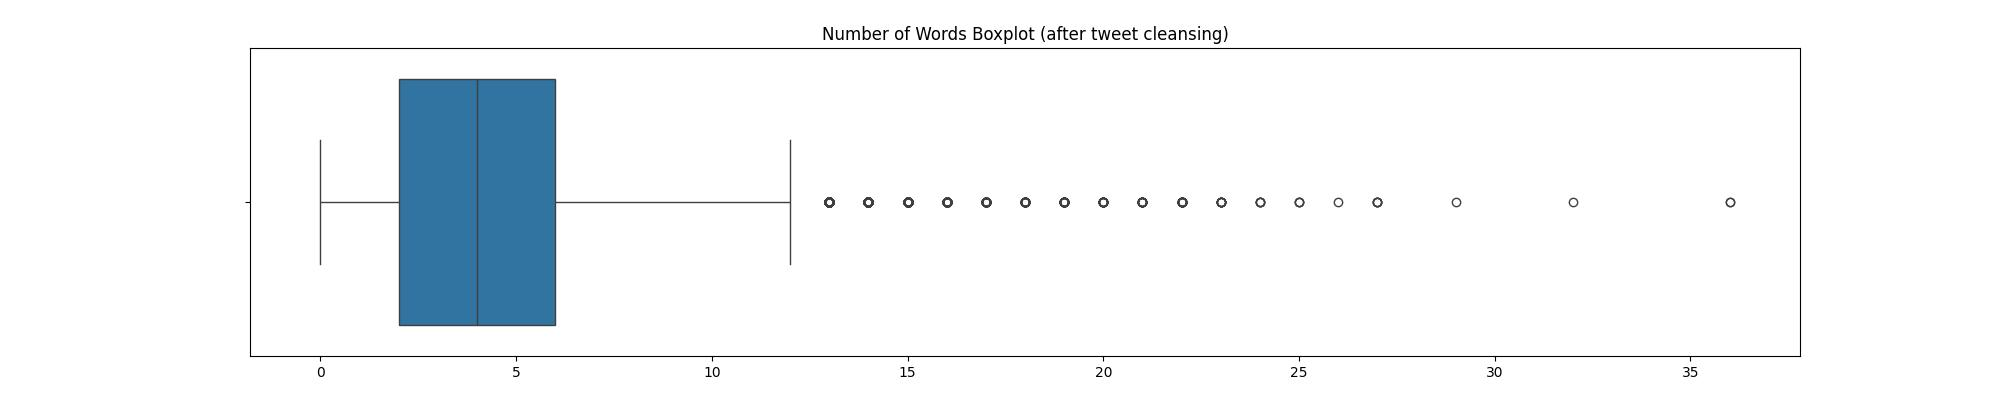 Number of Words Boxplot (after tweet cleansing)
0 5 10 15 20 25 30 35